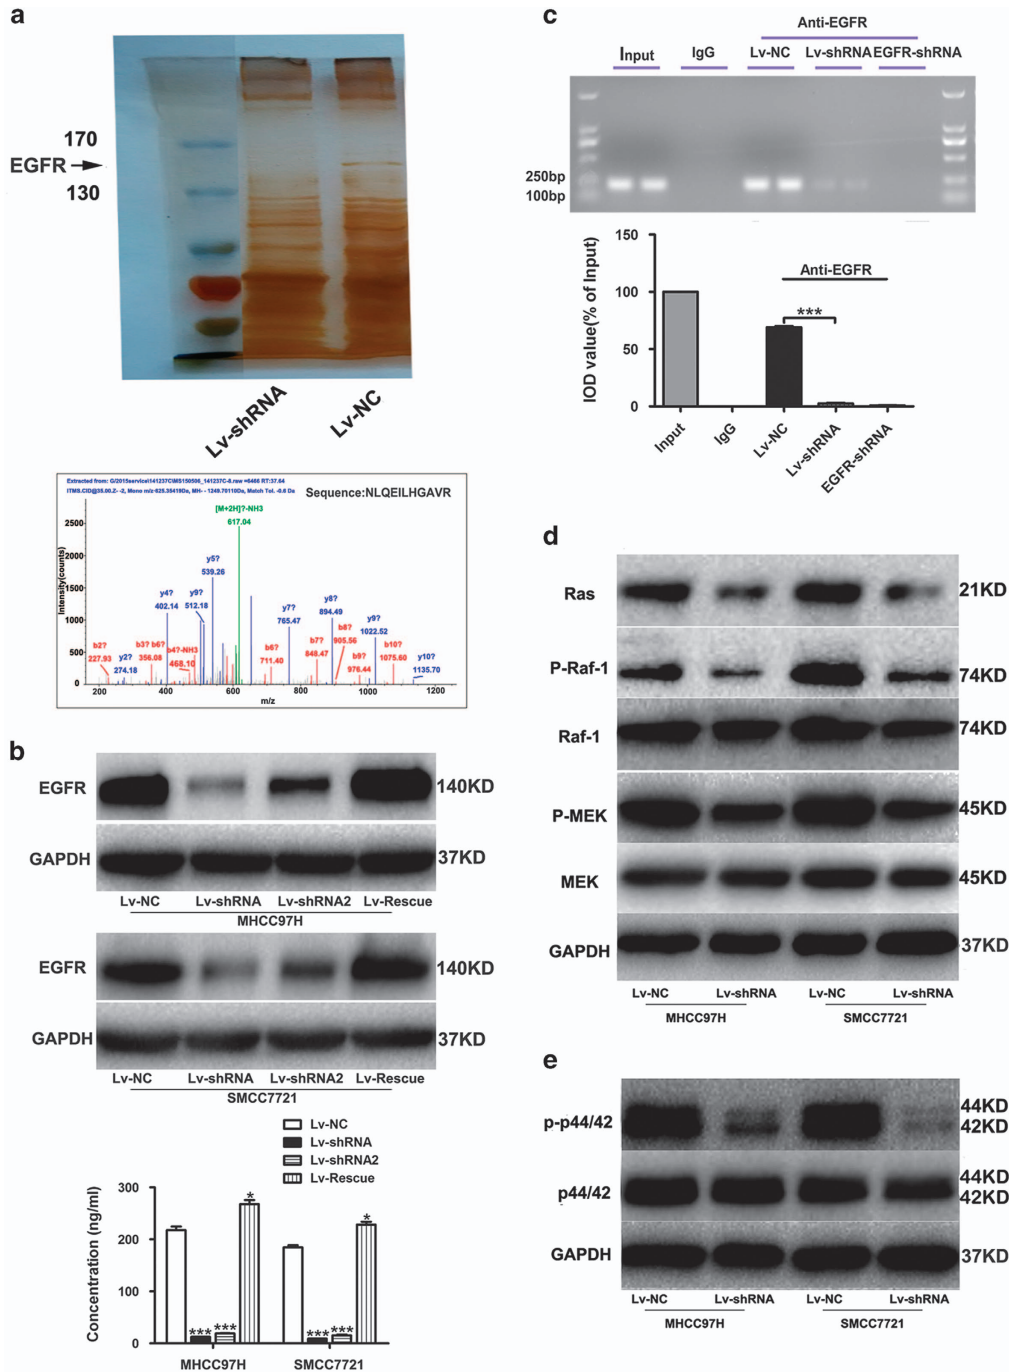 a
170
EGFR
130
Lv-shRNA
Lv-NC
Sequence:NLQEILHGAVR
[M+2H]?-NH3
617.04
y5?
539.26
y4?
402.14
y9?
512.18
y7?
765.47
y8?
894.49
b8?
905.56
y9?
1022.52
b2?
227.93
y2?
274.18
b3? b6?
356.08
b4?-NH3
468.10
b6?
711.40
b7?
848.47
b9?
976.44
b10?
1075.60
y10?
1135.70
Intensity(counts)
2500
2000
1500
1000
500
0
200 400 600 800 1000 1200
m/z
b
EGFR
140KD
GAPDH
37KD
Lv-NC Lv-shRNA Lv-shRNA2 Lv-Rescue
MHCC97H
EGFR
140KD
GAPDH
37KD
Lv-NC Lv-shRNA Lv-shRNA2 Lv-Rescue
SMCC7721
Lv-NC
Lv-shRNA
Lv-shRNA2
Lv-Rescue
Concentration (ng/ml)
300
200
100
0
*** *** *
*** *** *
MHCC97H SMCC7721
c
Anti-EGFR
Input IgG Lv-NC Lv-shRNA EGFR-shRNA
250bp
100bp
IOD value(% of Input)
150
100
50
0
Anti-EGFR
***
Input
IgG
Lv-NC
Lv-shRNA
EGFR-shRNA
d
Ras
21KD
P-Raf-1
74KD
Raf-1
74KD
P-MEK
45KD
MEK
45KD
GAPDH
37KD
Lv-NC Lv-shRNA Lv-NC Lv-shRNA
MHCC97H SMCC7721
e
p-p44/42
44KD
42KD
p44/42
44KD
42KD
GAPDH
37KD
Lv-NC Lv-shRNA Lv-NC Lv-shRNA
MHCC97H SMCC7721